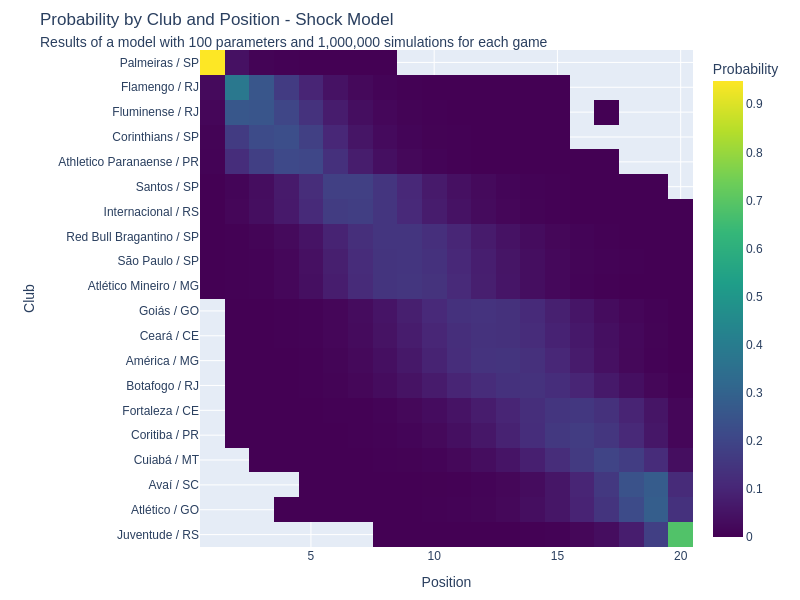 Probability by Club and Position - Shock Model
Results of a model with 100 parameters and 1,000,000 simulations for each game
Probability
Club
Palmeiras / SP
Flamengo / RJ
Fluminense / RJ
Corinthians / SP
Athletico Paranaense / PR
Santos / SP
Internacional / RS
Red Bull Bragantino / SP
São Paulo / SP
Atlético Mineiro / MG
Goiás / GO
Ceará / CE
América / MG
Botafogo / RJ
Fortaleza / CE
Coritiba / PR
Cuiabá / MT
Avaí / SC
Atlético / GO
Juventude / RS
5 10 15 20
Position
0.9
0.8
0.7
0.6
0.5
0.4
0.3
0.2
0.1
0